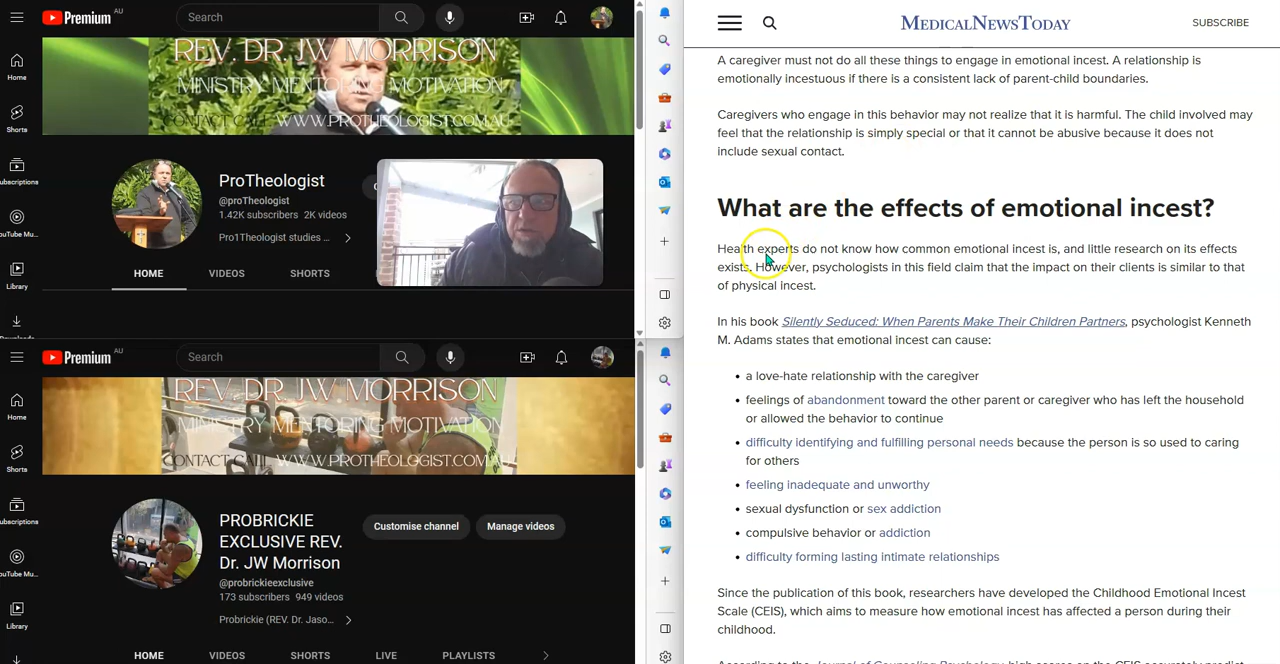 Premium AU
Search
REV. DR. JW MORRISON
MINISTRY MENTORING MOTIVATION
CONTACT CALL WWW.PROTHEOLOGIST.COM.AU
Home
Shorts
ubscriptions
ouTube Mu...
Library
ProTheologist
@proTheologist
1.42K subscribers 2K videos
Pro1Theologist studies ...
HOME VIDEOS SHORTS
Premium AU
Search
REV. DR. JW MORRISON
MINISTRY MENTORING MOTIVATION
CONTACT CALL WWW.PROTHEOLOGIST.COM.AU
Home
Shorts
ubscriptions
ouTube Mu...
Library
PROBRICKIE
EXCLUSIVE REV.
Dr. JW Morrison
Customise channel
Manage videos
@probrickieexclusive
173 subscribers 949 videos
Probrickie (REV. Dr. Jaso...
HOME VIDEOS SHORTS LIVE PLAYLISTS
MEDICALNEWSTODAY
SUBSCRIBE
A caregiver must not do all these things to engage in emotional incest. A relationship is
emotionally incestuous if there is a consistent lack of parent-child boundaries.
Caregivers who engage in this behavior may not realize that it is harmful. The child involved may
feel that the relationship is simply special or that it cannot be abusive because it does not
include sexual contact.
What are the effects of emotional incest?
Health experts do not know how common emotional incest is, and little research on its effects
exists. However, psychologists in this field claim that the impact on their clients is similar to that
of physical incest.
In his book Silently Seduced: When Parents Make Their Children Partners, psychologist Kenneth
M. Adams states that emotional incest can cause:
• a love-hate relationship with the caregiver
• feelings of abandonment toward the other parent or caregiver who has left the household
or allowed the behavior to continue
• difficulty identifying and fulfilling personal needs because the person is so used to caring
for others
• feeling inadequate and unworthy
• sexual dysfunction or sex addiction
• compulsive behavior or addiction
• difficulty forming lasting intimate relationships
Since the publication of this book, researchers have developed the Childhood Emotional Incest
Scale (CEIS), which aims to measure how emotional incest has affected a person during their
childhood.